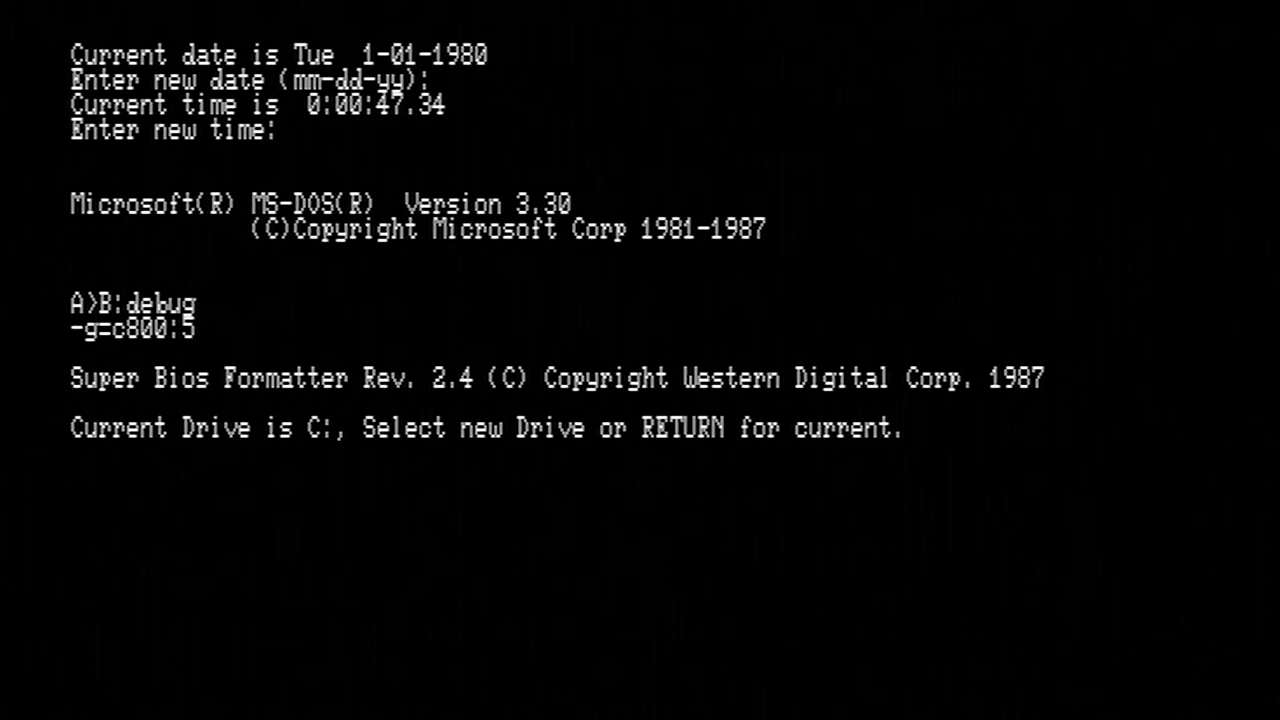 Current date is Tue  1-01-1980
Enter new date (mm-dd-yy):
Current time is  0:00:47.34
Enter new time:
Microsoft(R) MS-DOS(R)  Version 3.30
(C)Copyright Microsoft Corp 1981-1987
A>B:debug
-g=c800:5
Super Bios Formatter Rev. 2.4 (C) Copyright Western Digital Corp. 1987
Current Drive is C:, Select new Drive or RETURN for current.